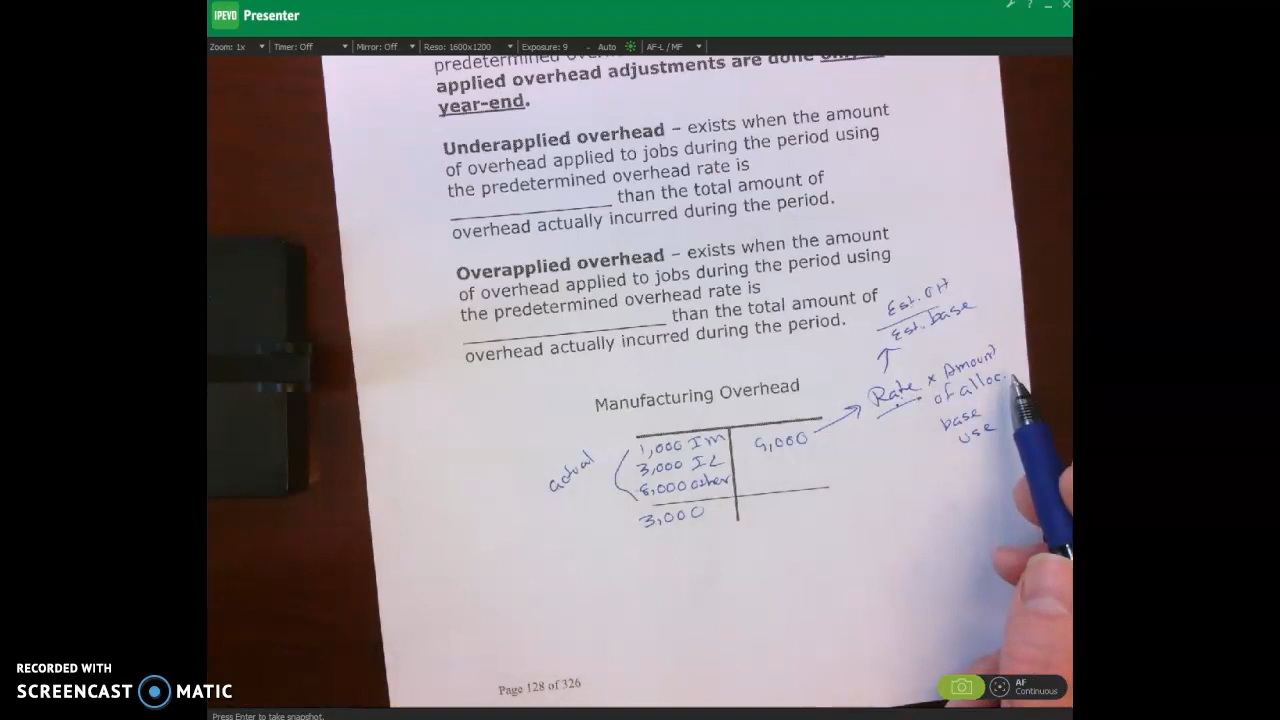 IPEVO Presenter
Zoom: 1x Timer: Off Mirror: Off Reso: 1600x1200 Exposure: 9 - Auto AF-L / MF
predetermined
applied overhead adjustments are done
year-end.
Underapplied overhead – exists when the amount
of overhead applied to jobs during the period using
the predetermined overhead rate is
____________ than the total amount of
overhead actually incurred during the period.
Overapplied overhead – exists when the amount
of overhead applied to jobs during the period using
the predetermined overhead rate is
_______________ than the total amount of
overhead actually incurred during the period.
Est. OH
Est. base
Rate x Amount
of alloc.
base
use
Manufacturing Overhead
actual
1,000 IM 9,000
3,000 IL
8,000 other
3,000
Page 128 of 326
RECORDED WITH
SCREENCAST MATIC
AF
Continuous
Press Enter to take snapshot.